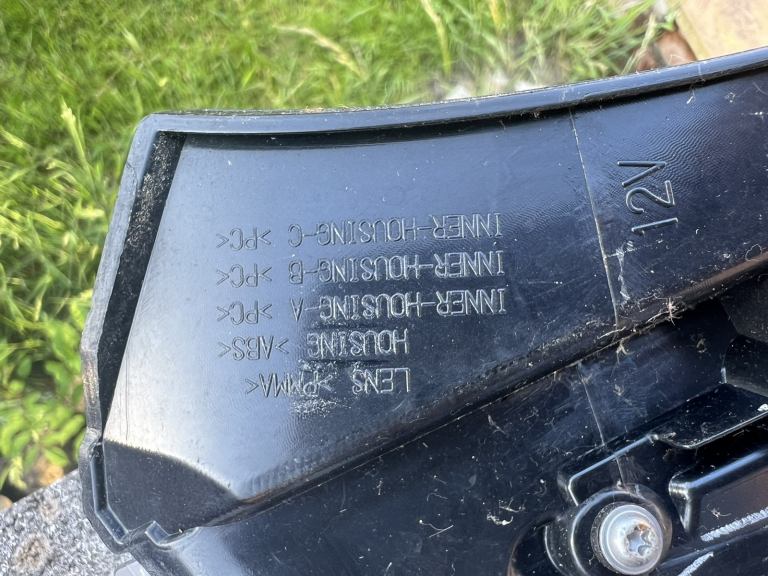 LENS >PMMA<
HOUSING >ABS<
INNER-HOUSING-A >PC<
INNER-HOUSING-B >PC<
INNER-HOUSING-C >PC<
12V